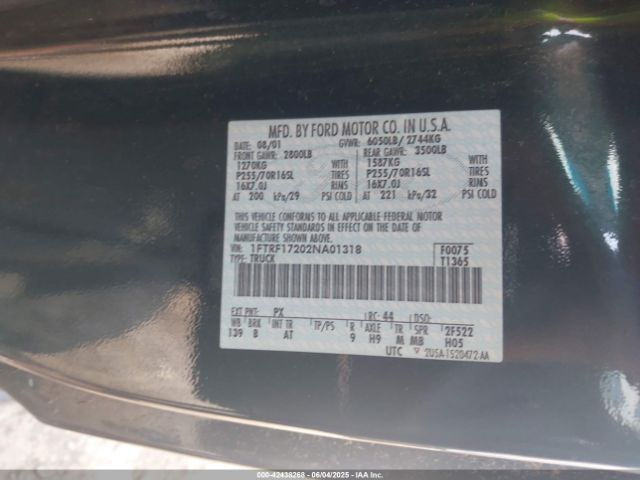 MFD. BY FORD MOTOR CO. IN U.S.A.
DATE: 08/01 GVWR: 6050LB/ 2744KG
FRONT GAWR: 2800LB REAR GAWR: 3500LB
1270KG WITH 1587KG WITH
P255/70R16SL TIRES P255/70R16SL TIRES
16X7.0J RIMS 16X7.0J RIMS
AT 200 kPa/29 PSI COLD AT 221 kPa/32 PSI COLD
THIS VEHICLE CONFORMS TO ALL APPLICABLE FEDERAL MOTOR
VEHICLE SAFETY STANDARDS IN EFFECT ON THE DATE OF MANUFACTURE
SHOWN ABOVE.
VIN: 1FTRF17202NA01318 F0075
TYPE: TRUCK T1365
EXT PNT: PX RC: 44 DSO:
WB BRK INT TR TP/PS R AXLE TR SPR 2F522
139 B AT 9 H9 M MB H05
UTC 2U5A-1520472-AA
000-42438268 - 06/04/2025 - IAA Inc.